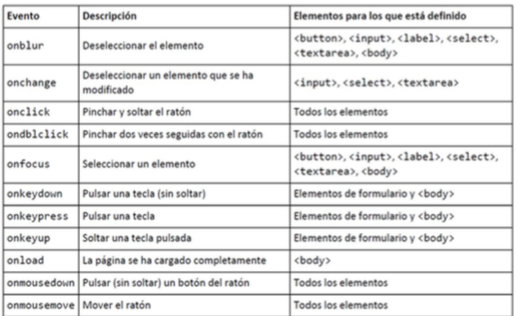 Evento Descripción Elementos para los que está definido
onblur Deseleccionar el elemento <button>, <input>, <label>, <select>,
<textarea>, <body>
onchange Deseleccionar un elemento que se ha
modificado <input>, <select>, <textarea>
onclick Pinchar y soltar el ratón Todos los elementos
ondblclick Pinchar dos veces seguidas con el ratón Todos los elementos
onfocus Seleccionar un elemento <button>, <input>, <label>, <select>,
<textarea>, <body>
onkeydown Pulsar una tecla (sin soltar) Elementos de formulario y <body>
onkeypress Pulsar una tecla Elementos de formulario y <body>
onkeyup Soltar una tecla pulsada Elementos de formulario y <body>
onload La página se ha cargado completamente <body>
onmousedown Pulsar (sin soltar) un botón del ratón Todos los elementos
onmousemove Mover el ratón Todos los elementos